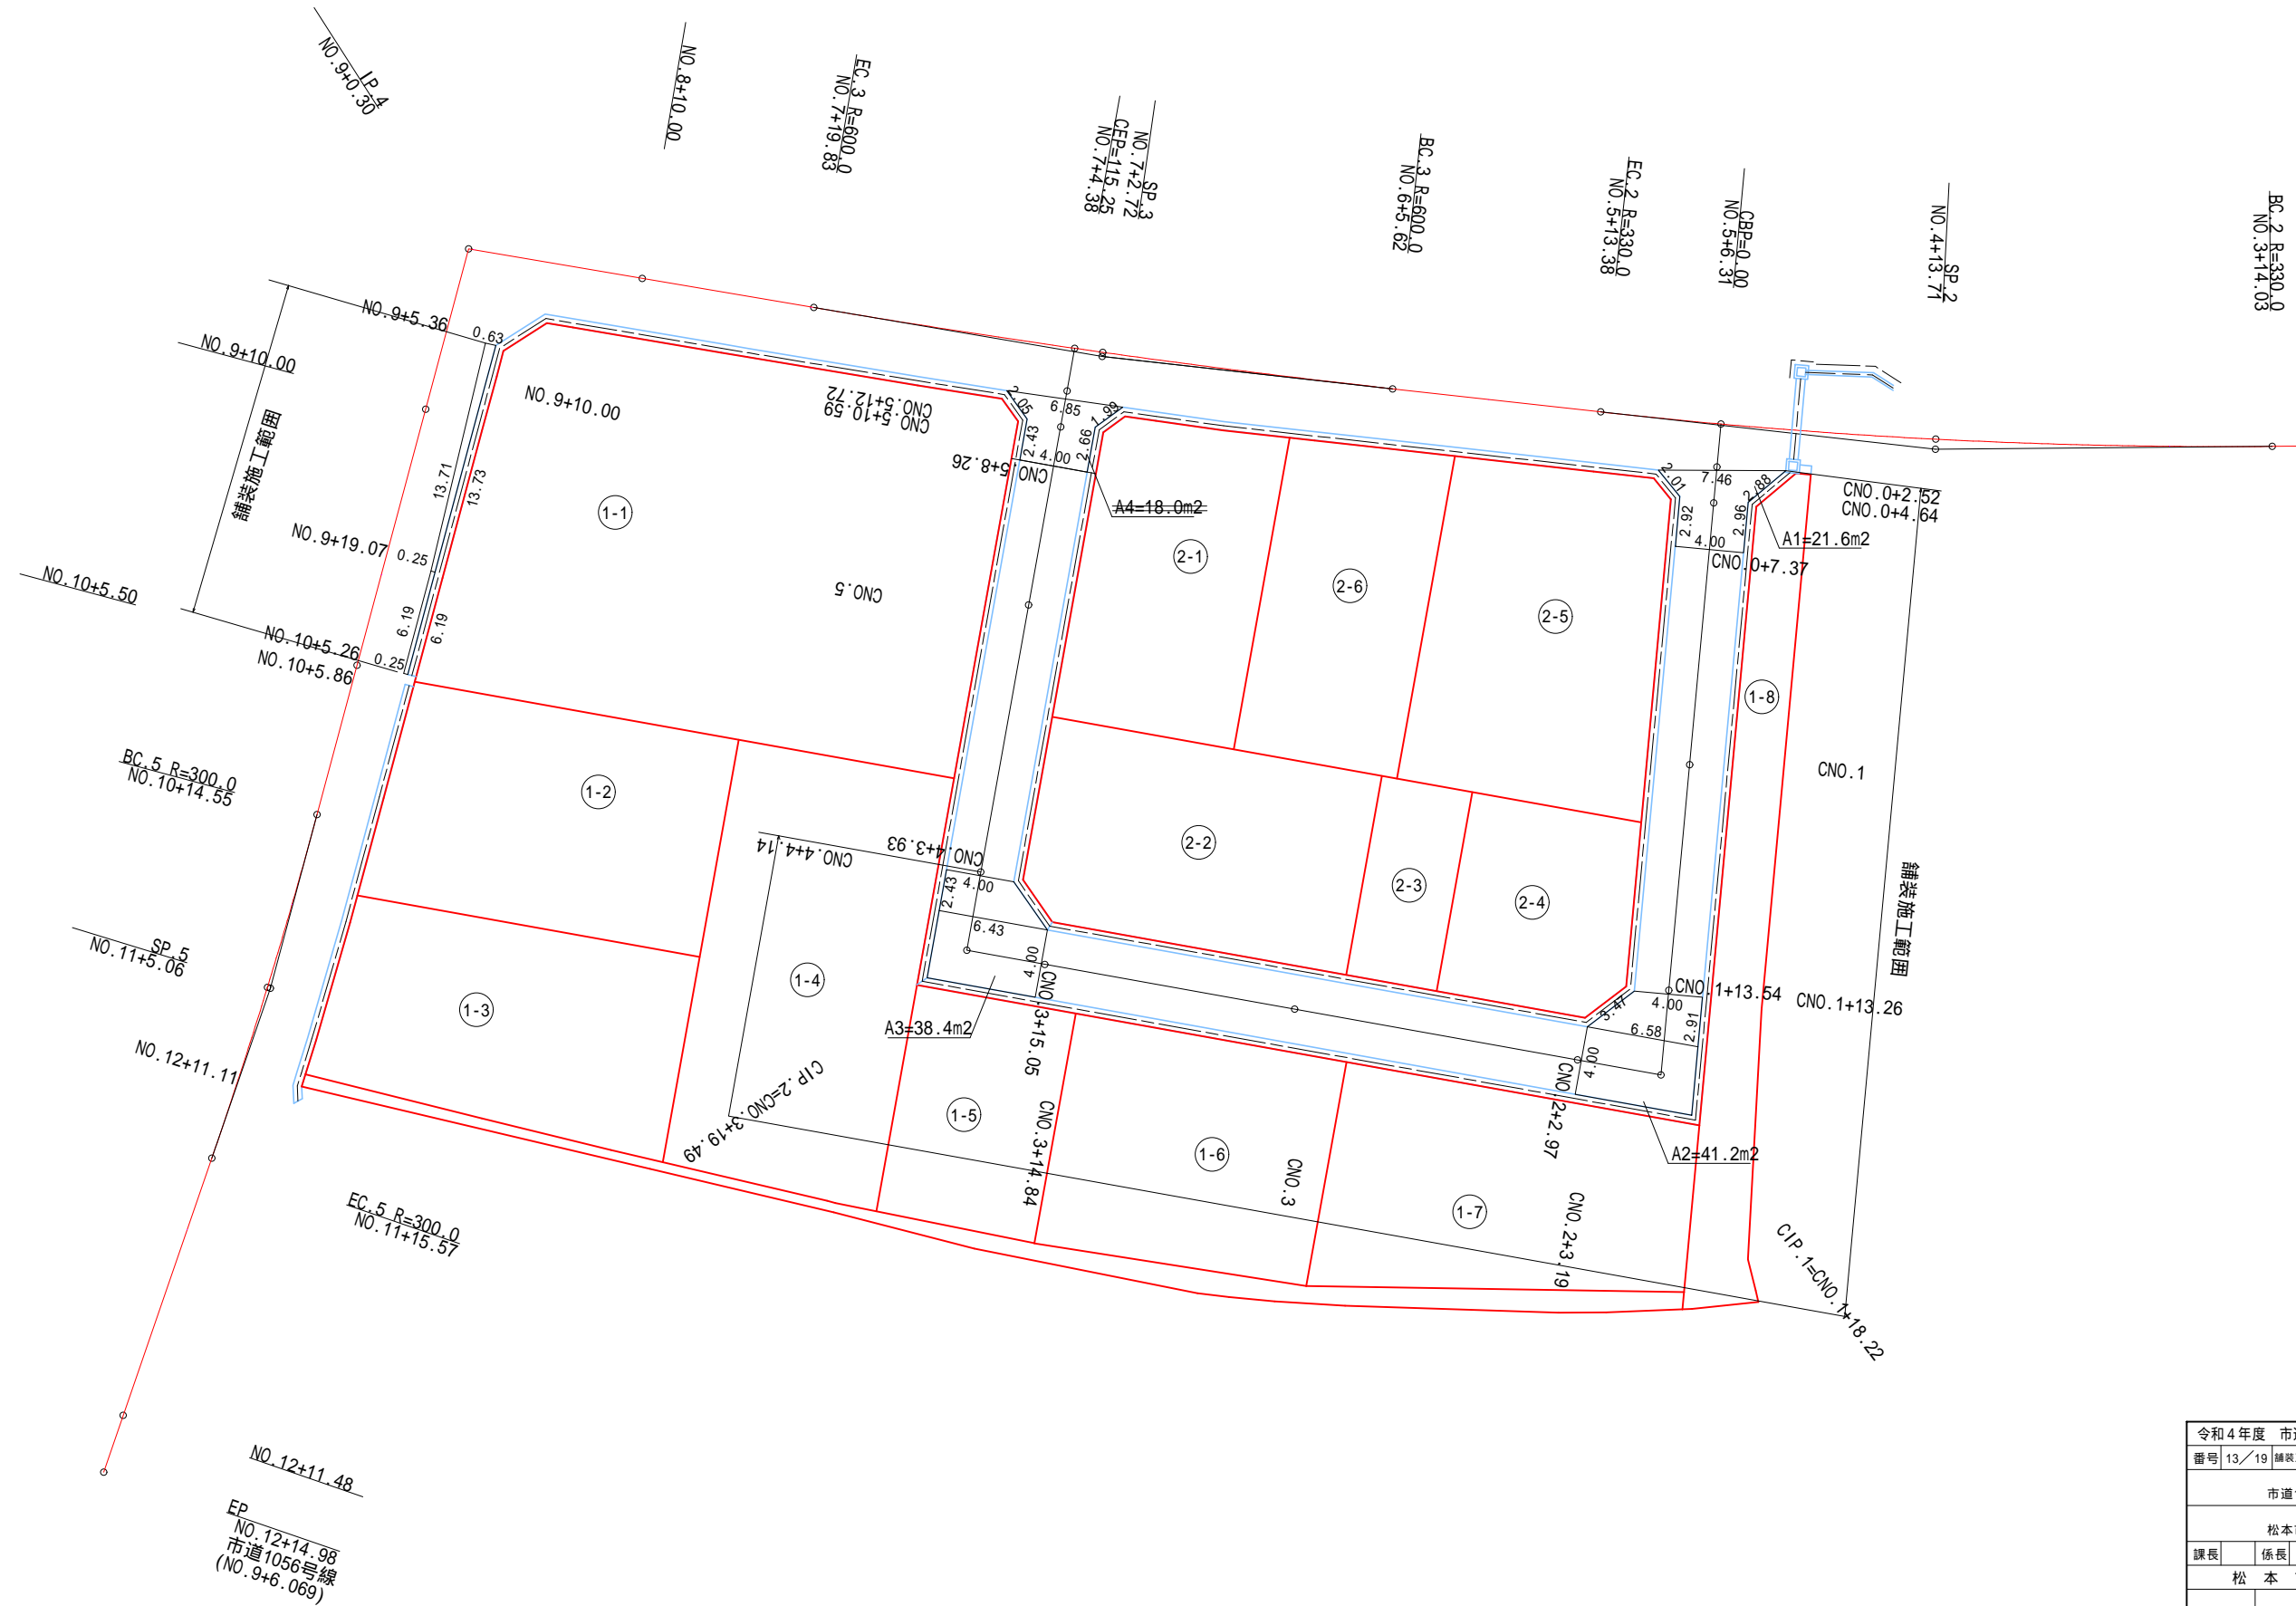 IP.4
NO.9+0.30
NO.8+10.00
EC.3 R=600.0
NO.7+19.83
SP.3
NO.7+2.72
CEP=115.25
NO.7+4.38
BC.3 R=600.0
NO.6+5.62
EC.2 R=330.0
NO.5+13.38
CBP=0.00
NO.5+6.31
SP.2
NO.4+13.71
BC.2 R=330.0
NO.3+14.03
NO.9+5.36
0.63
NO.9+10.00
舗装施工範囲
NO.9+10.00
CNO.5+12.72
CNO.5+10.59
2.05
6.85
1.99
2.43
4.00
2.66
CNO.5+8.26
A4=18.0m2
2.01
7.46
2.88
2.92
2.96
4.00
CNO.0+2.52
CNO.0+4.64
A1=21.6m2
CNO.0+7.37
13.71
13.73
1-1
2-1
2-6
2-5
NO.9+19.07
0.25
CNO.5
NO.10+5.50
6.19
6.19
NO.10+5.26
0.25
NO.10+5.86
1-8
CNO.1
BC.5 R=300.0
NO.10+14.55
1-2
CNO.4+4.14
CNO.4+3.93
2-2
2-3
2-4
舗装施工範囲
4.00
2.43
6.43
4.00
SP.5
NO.11+5.06
1-3
1-4
A3=38.4m2
CNO.3+15.05
CNO.1+13.54
CNO.1+13.26
3.47
4.00
6.58
2.91
4.00
NO.12+11.11
CIP.2=CNO.3+19.49
1-5
CNO.3+14.84
1-6
CNO.3
CNO.2+2.97
A2=41.2m2
1-7
CNO.2+3.19
CIP.1=CNO.1+18.22
EC.5 R=300.0
NO.11+15.57
NO.12+11.48
EP
NO.12+14.98
市道1056号線
(NO.9+6.069)
令和４年度 市
番号 13／19 舗装
市道
松本
課長 係長
松 本